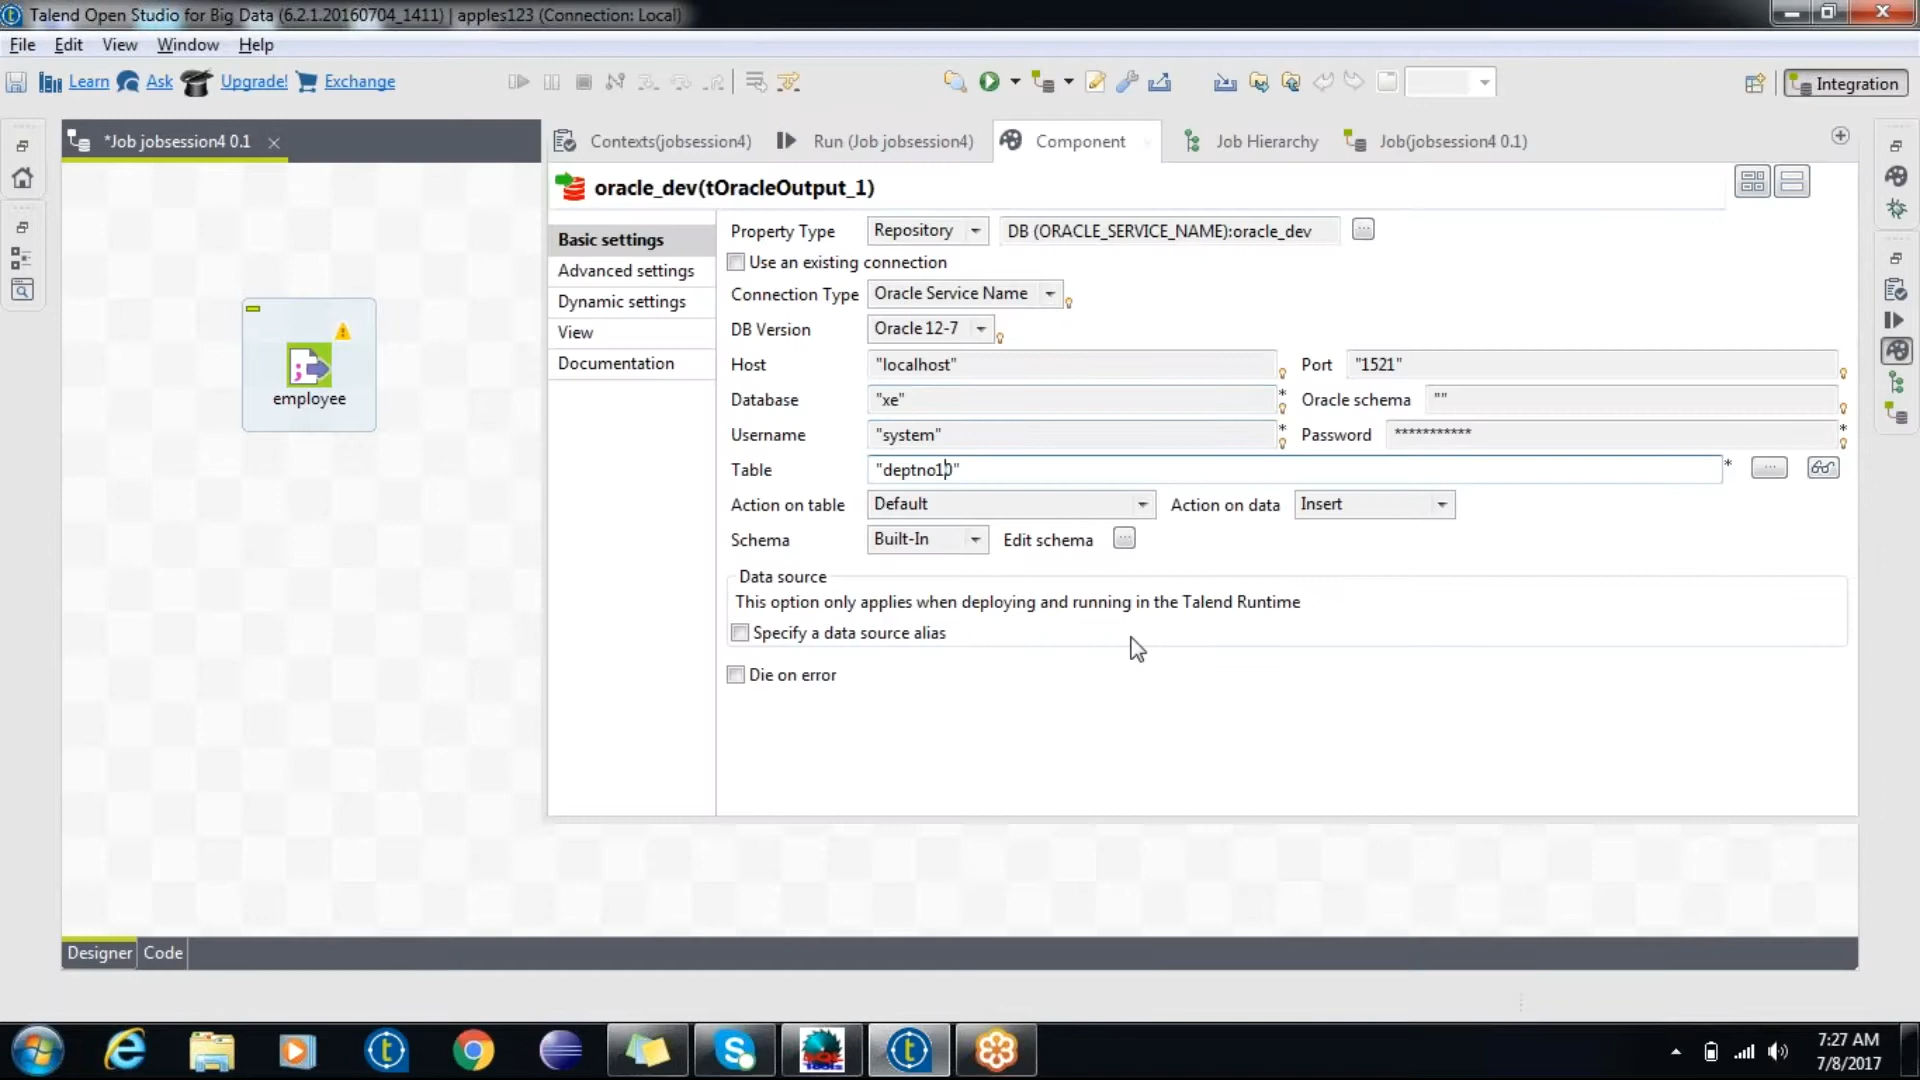 Talend Open Studio for Big Data (6.2.1.20160704_1411) | apples123 (Connection: Local)
File Edit View Window Help
Learn Ask Upgrade! Exchange Integration
*Job jobsession4 0.1
Contexts(jobsession4) Run (Job jobsession4) Component Job Hierarchy Job(jobsession4 0.1)
oracle_dev(tOracleOutput_1)
Basic settings
Advanced settings
Dynamic settings
View
Documentation
Property Type Repository DB (ORACLE_SERVICE_NAME):oracle_dev
Use an existing connection
Connection Type Oracle Service Name
DB Version Oracle 12-7
Host "localhost" Port "1521"
Database "xe" * Oracle schema ""
Username "system" * Password *********** *
Table "deptno10" *
Action on table Default Action on data Insert
Schema Built-In Edit schema
Data source
This option only applies when deploying and running in the Talend Runtime
Specify a data source alias
Die on error
employee
Designer Code
7:27 AM
7/8/2017